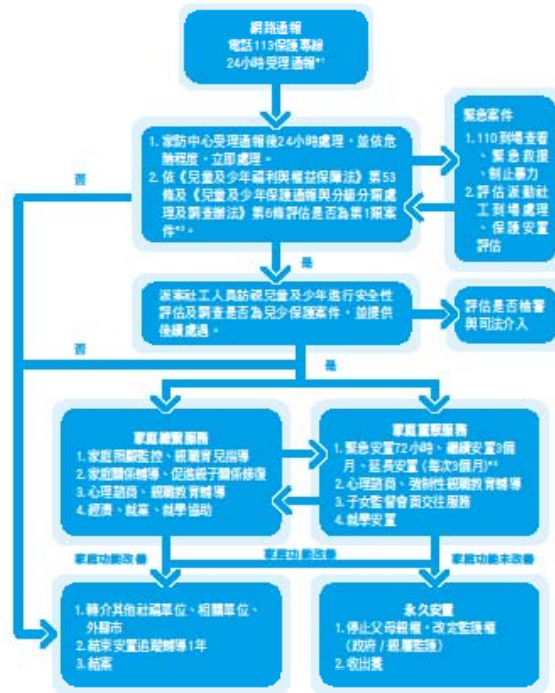 網路通報
電話113保護專線
24小時受理通報*¹
1. 家防中心受理通報後24小時處理，並依危
險程度，立即處理。
2. 依《兒童及少年福利與權益保障法》第53
條及《兒童及少年保護通報與分級分類處
理及調查辦法》第6條評估是否為第1類案
件*²。
緊急案件
1. 110到場查看
、緊急救援、
制止暴力
2. 評估派勤社
工到場處理、
保護安置
評估
否
是
派案社工人員訪視兒童及少年進行安全性
評估及調查是否為兒少保護案件，並提供
後續處遇。
評估是否檢警
與司法介入
否
是
家庭維繫服務
1. 家庭照顧監控、親職育兒指導
2. 家庭關係輔導、促進親子關係修復
3. 心理諮商、親職教育輔導
4. 經濟、就業、就學協助
家庭重聚服務
1. 緊急安置72小時、繼續安置3個
月、延長安置（每次3個月）*³
2. 心理諮商、強制性親職教育輔導
3. 子女監督會面交往服務
4. 就學安置
家庭功能改善
家庭功能改善
家庭功能未改善
1. 轉介其他社福單位、相關單位、
外縣市
2. 結束安置追蹤輔導1年
3. 結案
永久安置
1. 停止父母親權，改定監護權
（政府／親屬監護）
2. 收出養